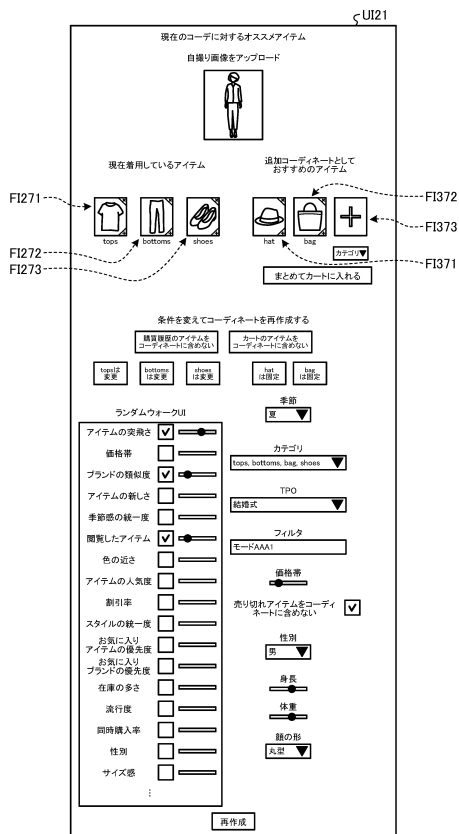 UI21
現在のコーデに対するオススメアイテム
自撮り画像をアップロード
現在着用しているアイテム
追加コーディネートとして
おすすめのアイテム
FI271
FI272
FI273
FI372
FI373
FI371
tops
bottoms
shoes
hat
bag
カテゴリ▼
まとめてカートに入れる
条件を変えてコーディネートを再作成する
購買履歴のアイテムを
コーディネートに含めない
カートのアイテムを
コーディネートに含めない
topsは
変更
bottoms
は変更
shoes
は変更
hat
は固定
bag
は固定
ランダムウォークUI
アイテムの突飛さ
価格帯
ブランドの類似度
アイテムの新しさ
季節感の統一度
閲覧したアイテム
色の近さ
アイテムの人気度
割引率
スタイルの統一度
お気に入り
アイテムの優先度
お気に入り
ブランドの優先度
在庫の多さ
流行度
同時購入率
性別
サイズ感
⋮
季節
夏▼
カテゴリ
tops, bottoms, bag, shoes▼
TPO
結婚式▼
フィルタ
モードAAA1
価格帯
売り切れアイテムをコーディ
ネートに含めない
性別
男▼
身長
体重
顔の形
丸型▼
再作成